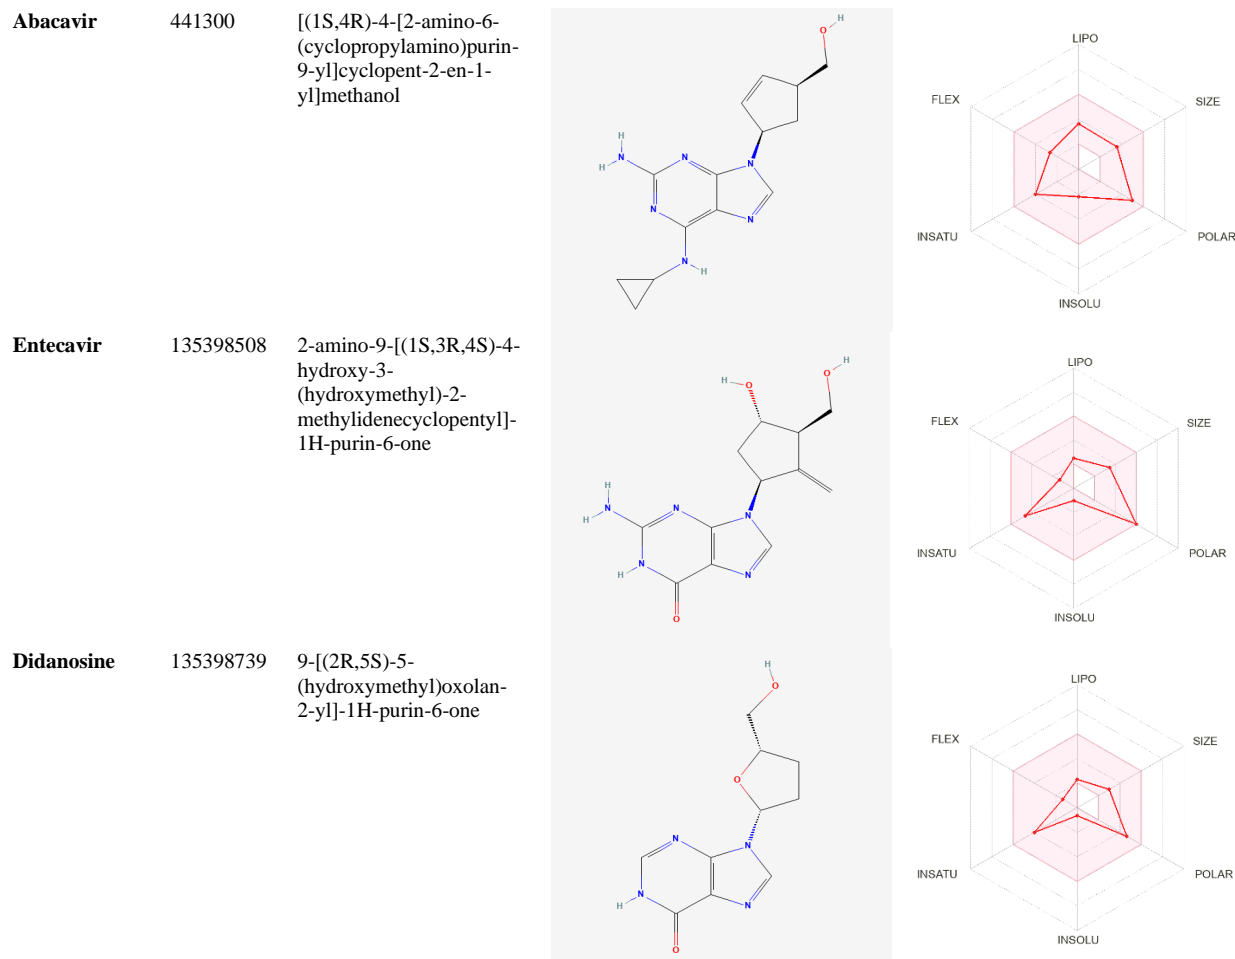 Abacavir 441300 [(1S,4R)-4-[2-amino-6-
(cyclopropylamino)purin-
9-yl]cyclopent-2-en-1-
yl]methanol
H
O
H
H N
N
N
N
N
N
N H
LIPO
FLEX SIZE
INSATU POLAR
INSOLU
Entecavir 135398508 2-amino-9-[(1S,3R,4S)-4-
hydroxy-3-
(hydroxymethyl)-2-
methylidenecyclopentyl]-
1H-purin-6-one
H
H O O
H
H N
N
N
H N
N
O
LIPO
FLEX SIZE
INSATU POLAR
INSOLU
Didanosine 135398739 9-[(2R,5S)-5-
(hydroxymethyl)oxolan-
2-yl]-1H-purin-6-one
H
O
O
N
N
H N
N
O
LIPO
FLEX SIZE
INSATU POLAR
INSOLU